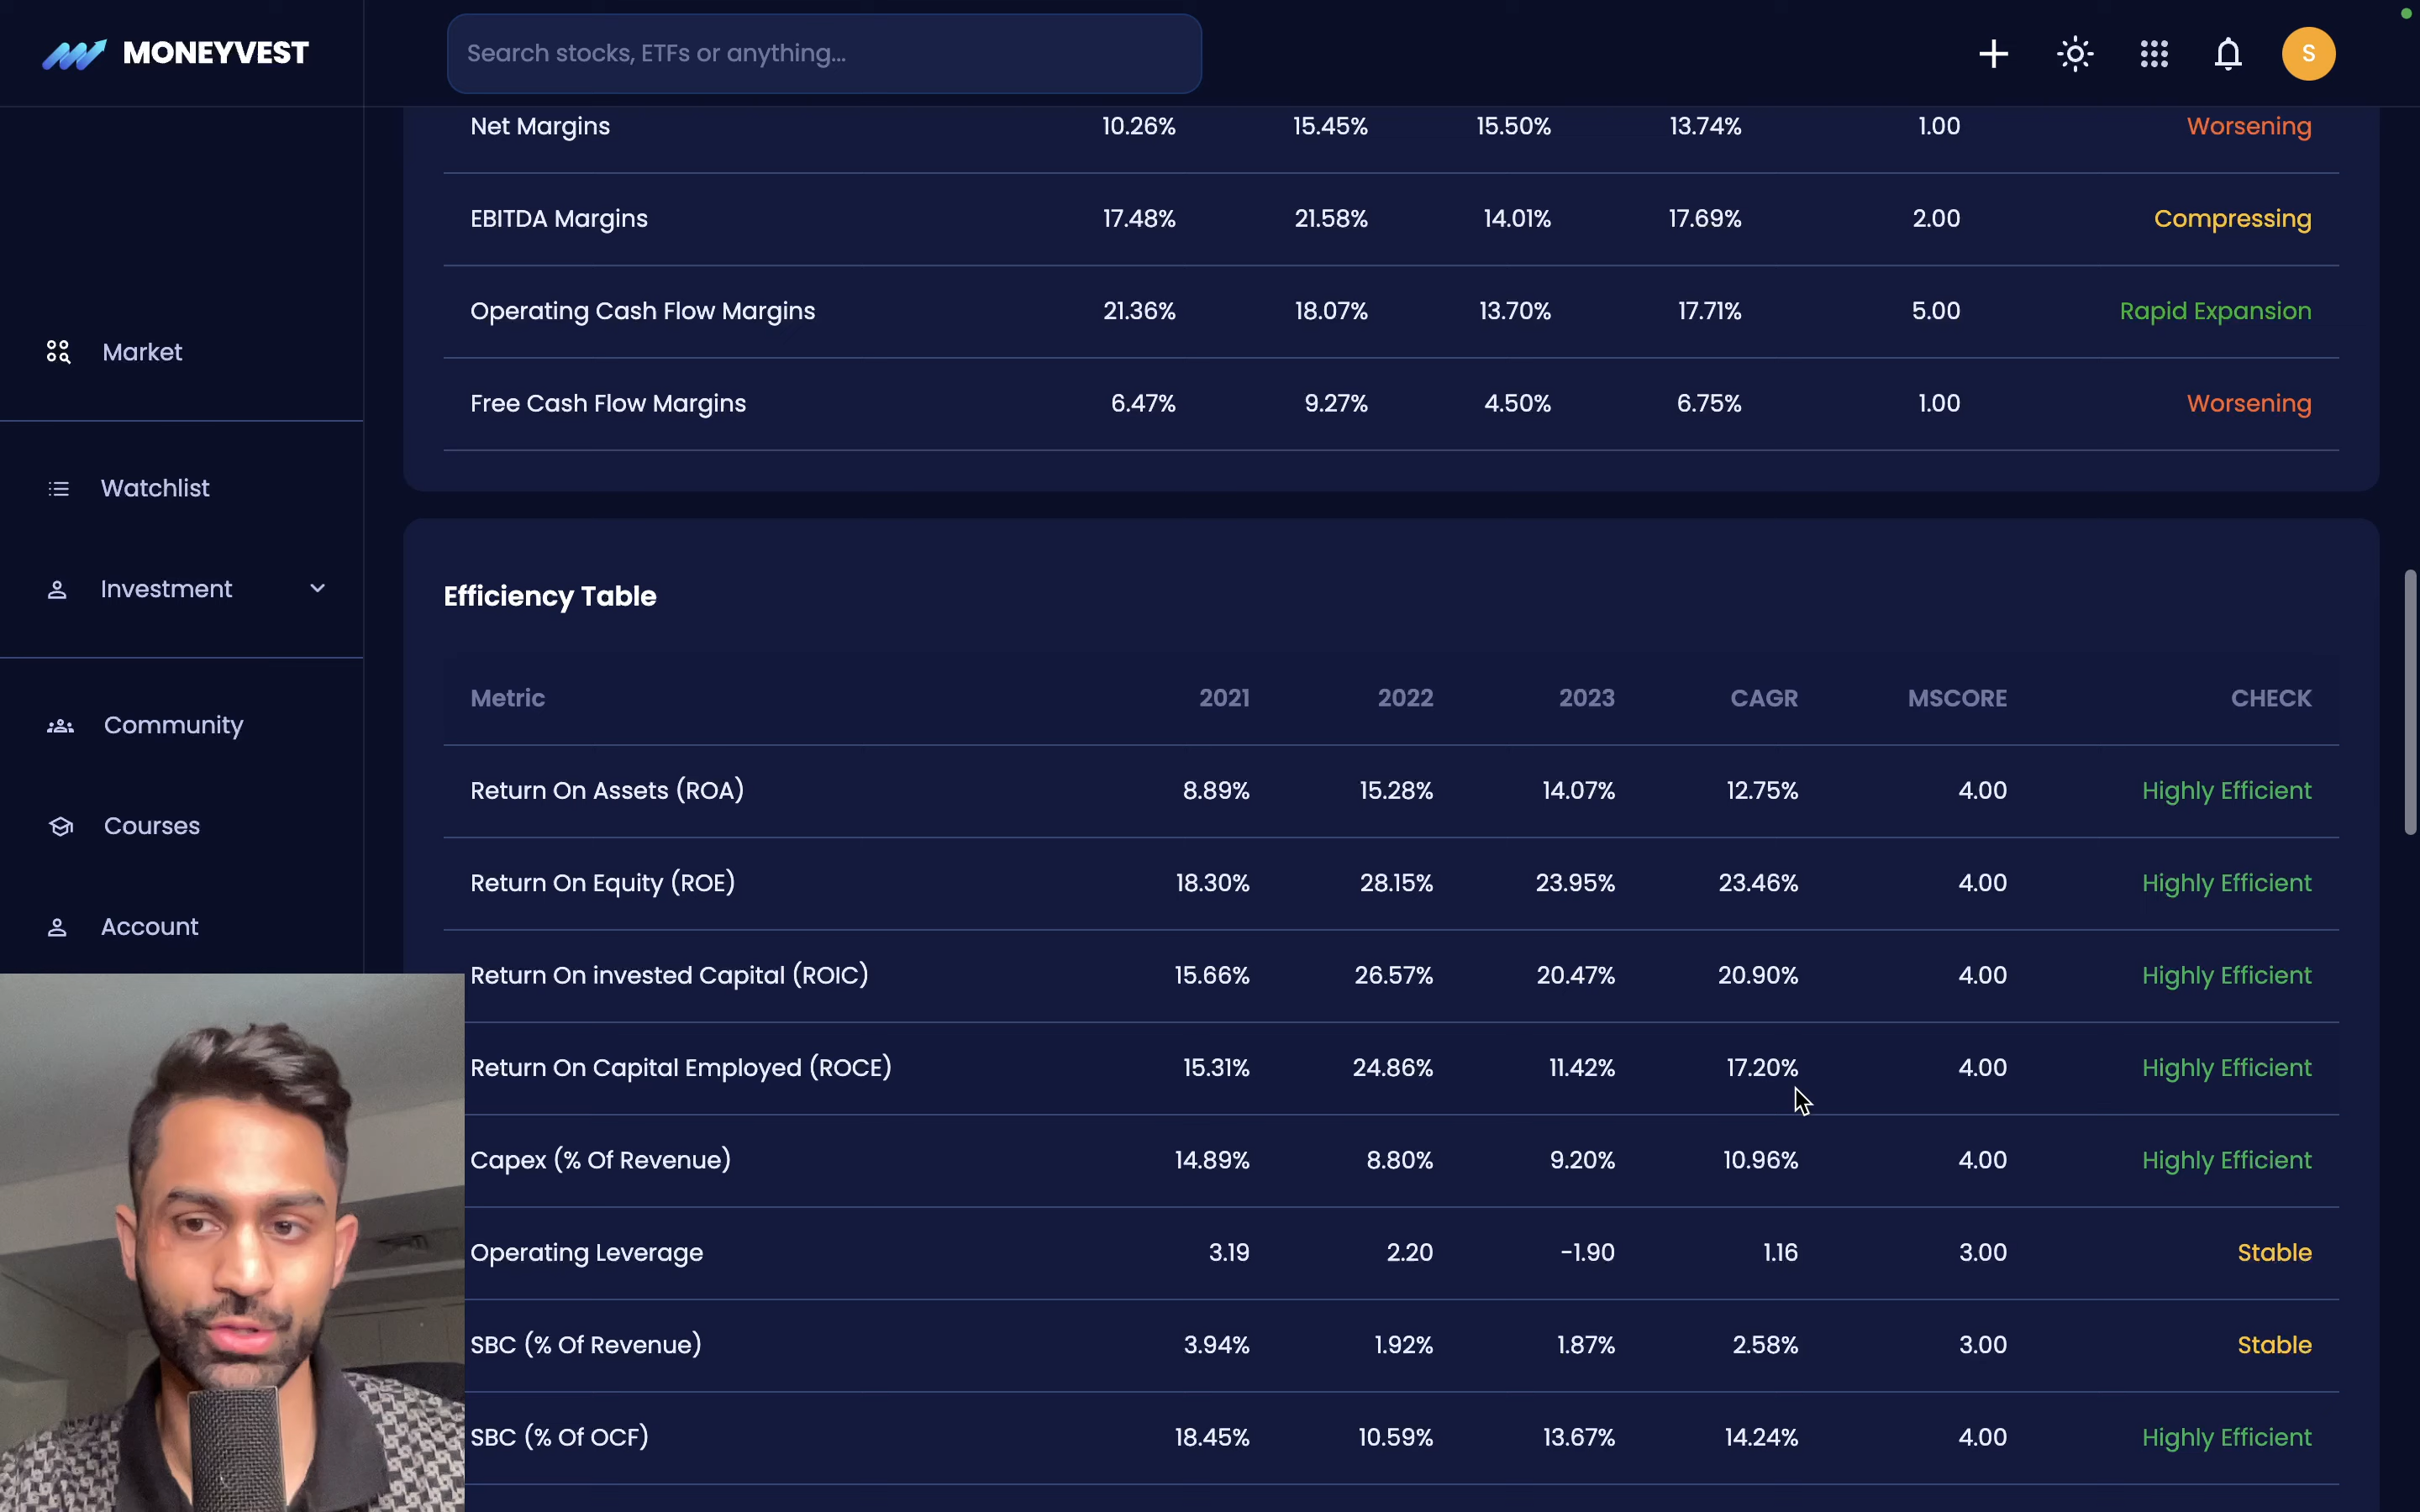 MONEYVEST
Search stocks, ETFs or anything...
S
Market
Watchlist
Investment
Community
Courses
Account
Net Margins 10.26% 15.45% 15.50% 13.74% 1.00 Worsening
EBITDA Margins 17.48% 21.58% 14.01% 17.69% 2.00 Compressing
Operating Cash Flow Margins 21.36% 18.07% 13.70% 17.71% 5.00 Rapid Expansion
Free Cash Flow Margins 6.47% 9.27% 4.50% 6.75% 1.00 Worsening
Efficiency Table
Metric 2021 2022 2023 CAGR MSCORE CHECK
Return On Assets (ROA) 8.89% 15.28% 14.07% 12.75% 4.00 Highly Efficient
Return On Equity (ROE) 18.30% 28.15% 23.95% 23.46% 4.00 Highly Efficient
Return On invested Capital (ROIC) 15.66% 26.57% 20.47% 20.90% 4.00 Highly Efficient
Return On Capital Employed (ROCE) 15.31% 24.86% 11.42% 17.20% 4.00 Highly Efficient
Capex (% Of Revenue) 14.89% 8.80% 9.20% 10.96% 4.00 Highly Efficient
Operating Leverage 3.19 2.20 -1.90 1.16 3.00 Stable
SBC (% Of Revenue) 3.94% 1.92% 1.87% 2.58% 3.00 Stable
SBC (% Of OCF) 18.45% 10.59% 13.67% 14.24% 4.00 Highly Efficient